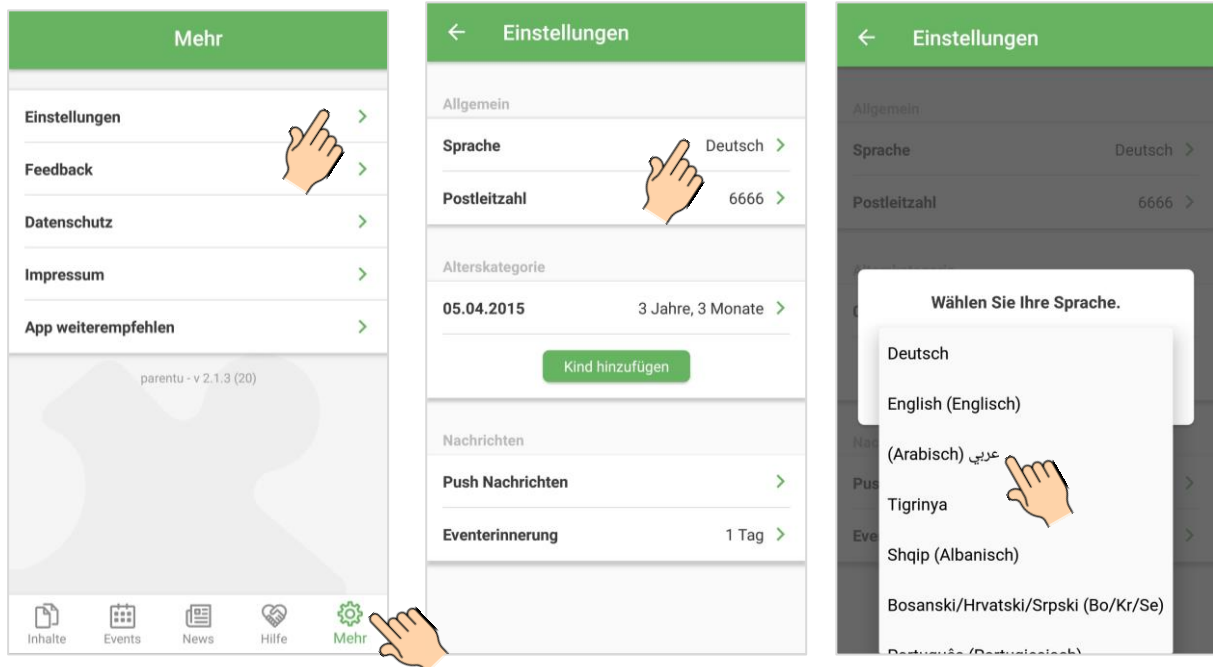 Mehr
Einstellungen
Feedback
Datenschutz
Impressum
App weiterempfehlen
parentu - v 2.1.3 (20)
Inhalte Events News Hilfe Mehr
Einstellungen
Allgemein
Sprache Deutsch
Postleitzahl 6666
Alterskategorie
05.04.2015 3 Jahre, 3 Monate
Kind hinzufügen
Nachrichten
Push Nachrichten
Eventerinnerung 1 Tag
Einstellungen
Allgemein
Sprache Deutsch
Postleitzahl 6666
Wählen Sie Ihre Sprache.
Deutsch
English (Englisch)
(Arabisch) عربي
Tigrinya
Shqip (Albanisch)
Bosanski/Hrvatski/Srpski (Bo/Kr/Se)
Português (Portugiesisch)